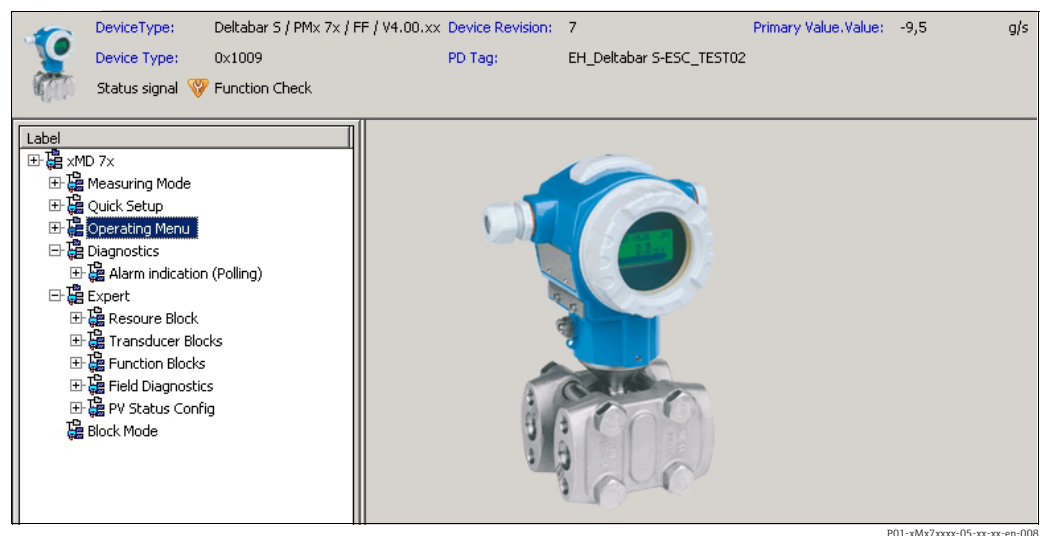 DeviceType: Deltabar S / PMx 7x / FF / V4.00.xx Device Revision: 7 Primary Value.Value: -9,5 g/s
Device Type: 0x1009 PD Tag: EH_Deltabar S-ESC_TEST02
Status signal Function Check
Label
xMD 7x
Measuring Mode
Quick Setup
Operating Menu
Diagnostics
Alarm indication (Polling)
Expert
Resoure Block
Transducer Blocks
Function Blocks
Field Diagnostics
PV Status Config
Block Mode
P01-xMx7xxxx-05-xx-xx-en-008